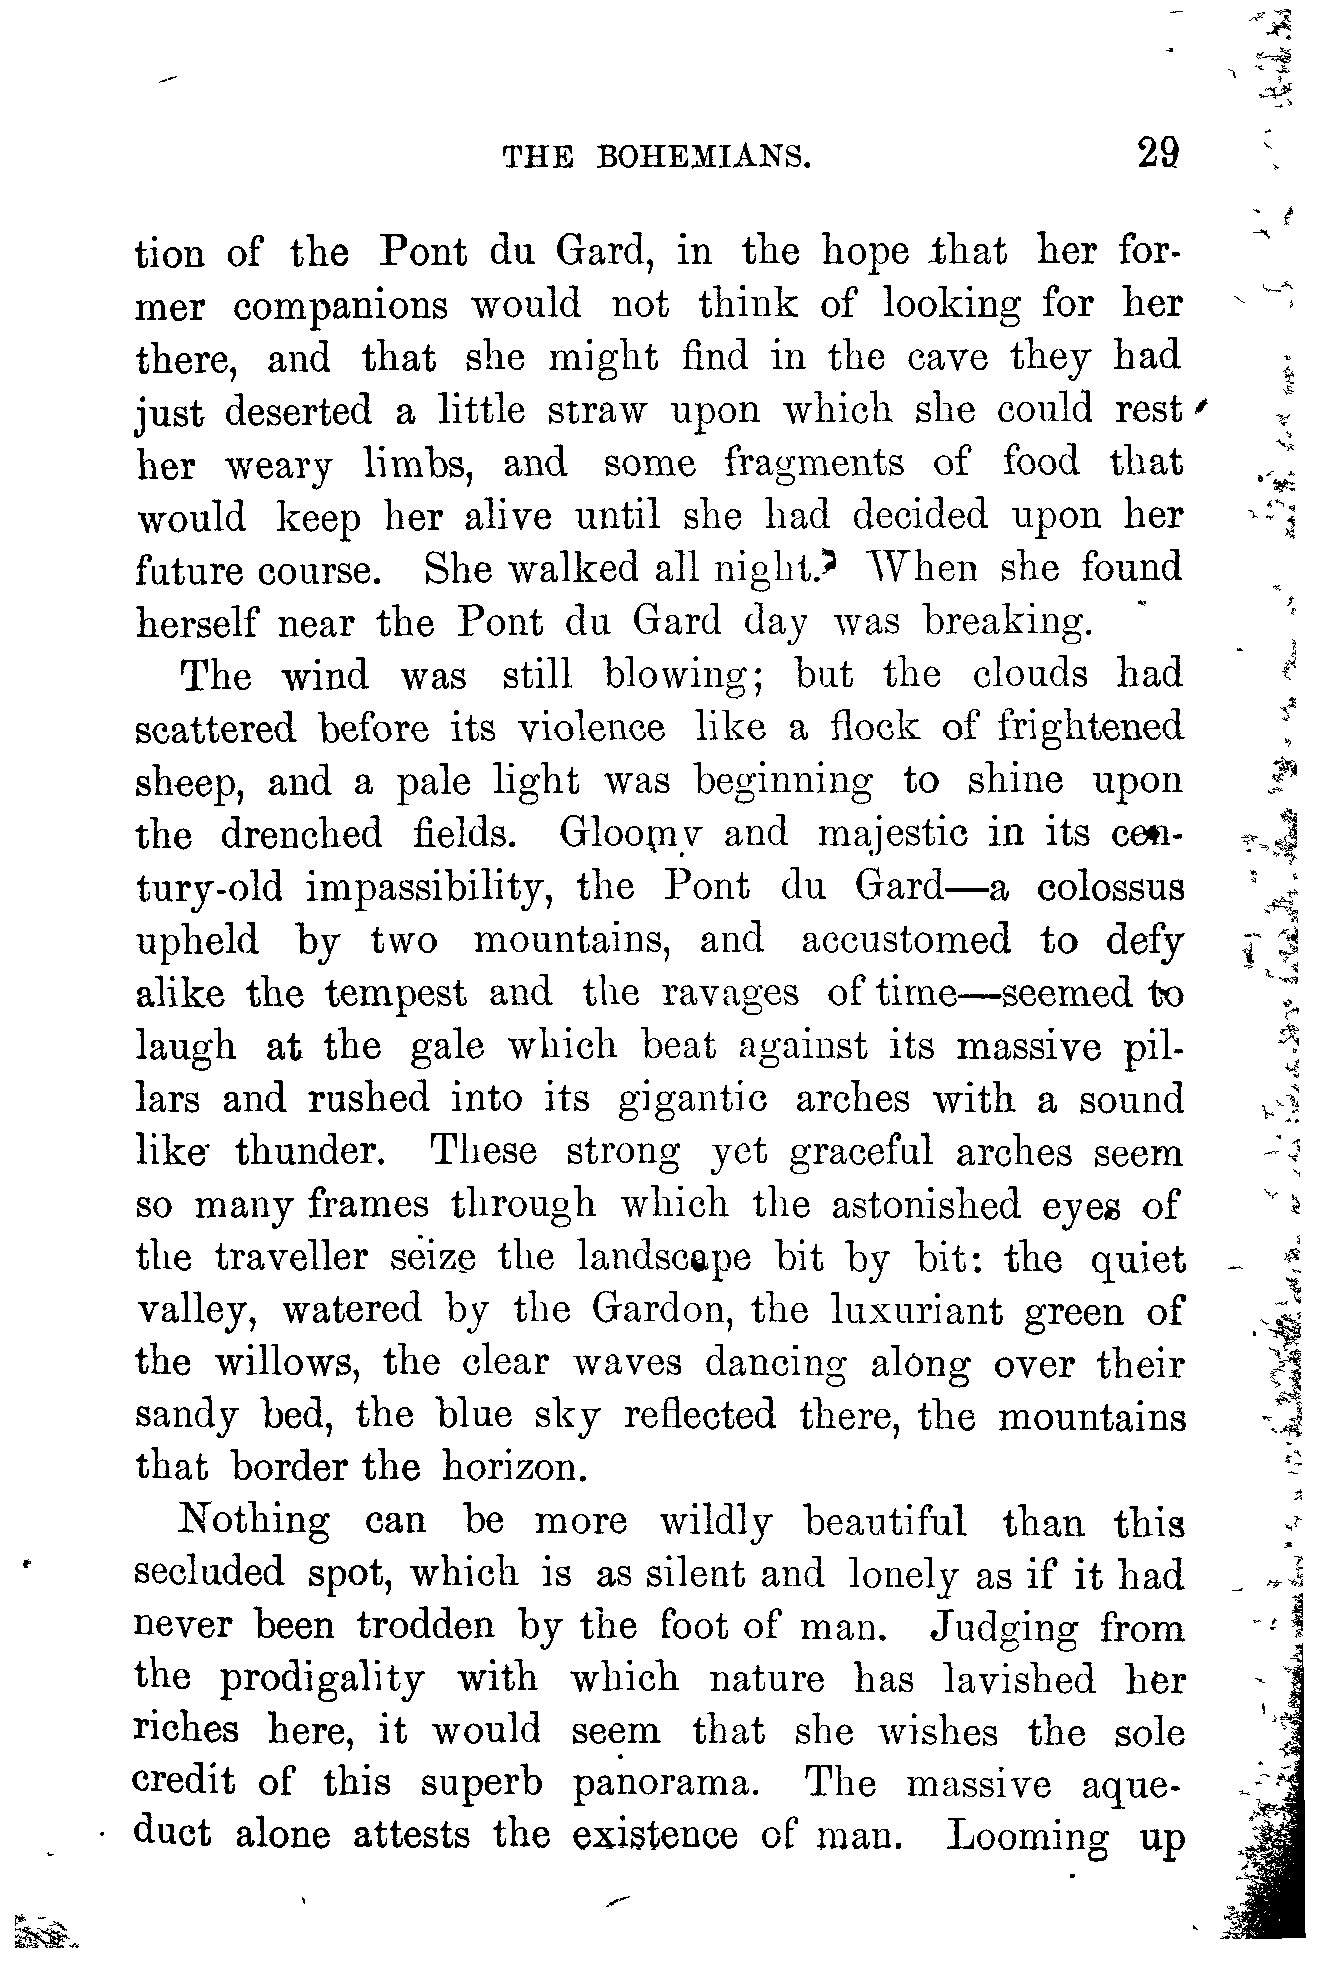 THE BOHEMIANS. 29
tion of the Pont du Gard, in the hope that her for-
mer companions would not think of looking for her
there, and that she might find in the cave they had
just deserted a little straw upon which she could rest
her weary limbs, and some fragments of food that
would keep her alive until she had decided upon her
future course. She walked all night. When she found
herself near the Pont du Gard day was breaking.
The wind was still blowing; but the clouds had
scattered before its violence like a flock of frightened
sheep, and a pale light was beginning to shine upon
the drenched fields. Gloomy and majestic in its cen-
tury-old impassibility, the Pont du Gard—a colossus
upheld by two mountains, and accustomed to defy
alike the tempest and the ravages of time—seemed to
laugh at the gale which beat against its massive pil-
lars and rushed into its gigantic arches with a sound
like thunder. These strong yet graceful arches seem
so many frames through which the astonished eyes of
the traveller seize the landscape bit by bit: the quiet
valley, watered by the Gardon, the luxuriant green of
the willows, the clear waves dancing along over their
sandy bed, the blue sky reflected there, the mountains
that border the horizon.
Nothing can be more wildly beautiful than this
secluded spot, which is as silent and lonely as if it had
never been trodden by the foot of man. Judging from
the prodigality with which nature has lavished her
riches here, it would seem that she wishes the sole
credit of this superb panorama. The massive aque-
duct alone attests the existence of man. Looming up